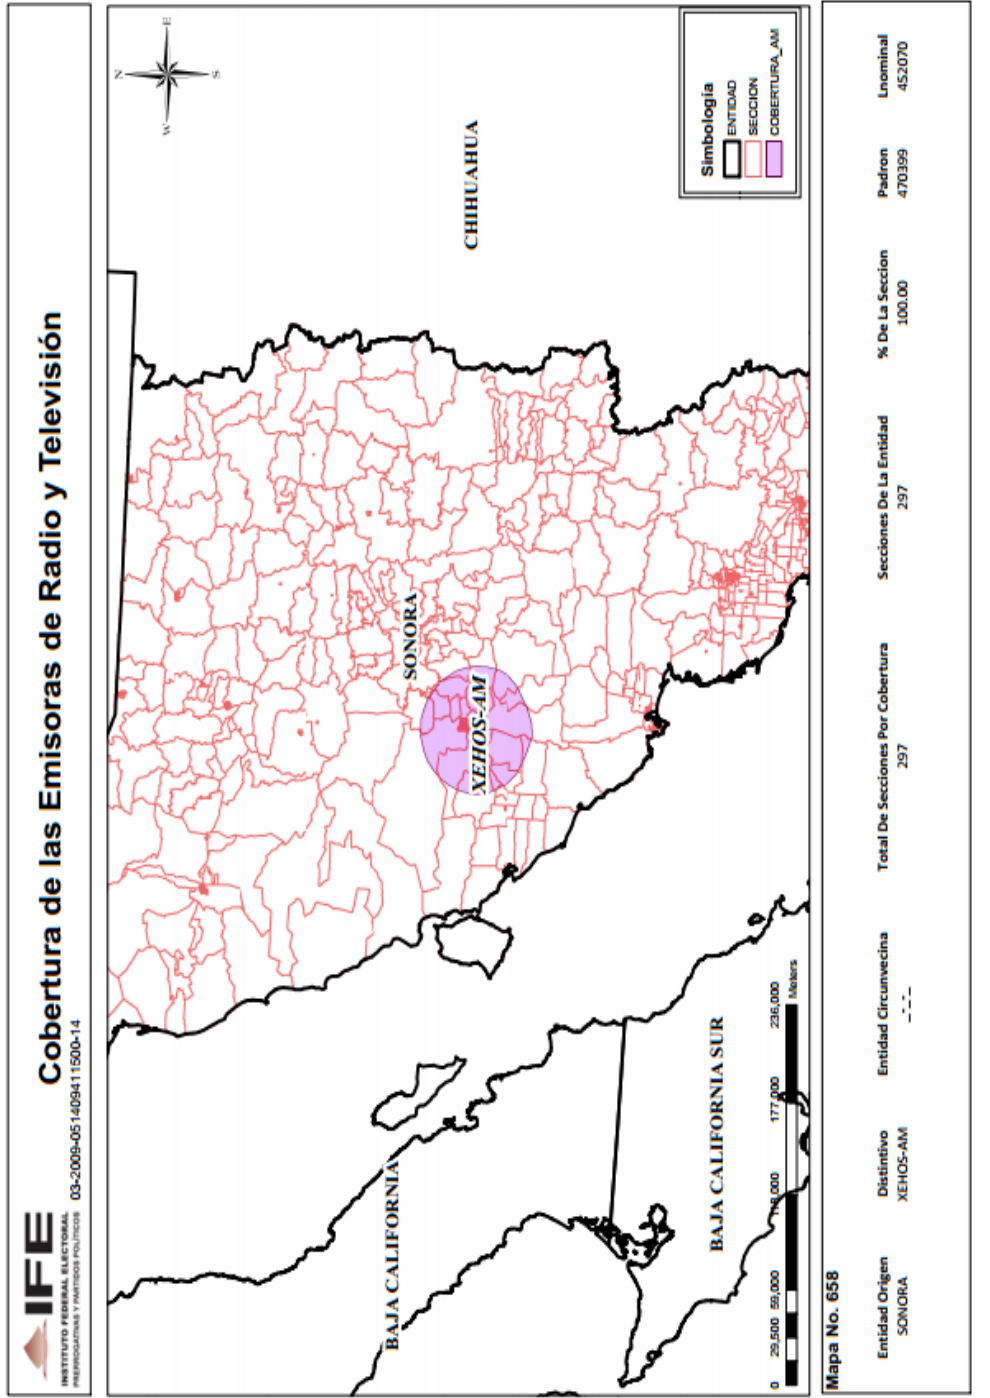 IFE
INSTITUTO FEDERAL ELECTORAL
PRERROGATIVAS Y PARTIDOS POLÍTICOS
Cobertura de las Emisoras de Radio y Televisión
03-2009-051409411500-14
N
E
W
S
CHIHUAHUA
SONORA
XEHOS-AM
BAJA CALIFORNIA
BAJA CALIFORNIA SUR
Simbología
ENTIDAD
SECCION
COBERTURA_AM
0 29,500 59,000 118,000 177,000 236,000
Meters
Mapa No. 658
Entidad Origen Distintivo Entidad Circunvecina Total De Secciones Por Cobertura Secciones De La Entidad % De La Seccion Padron Lnominal
SONORA XEHOS-AM _-_-_ 297 297 100.00 470399 452070